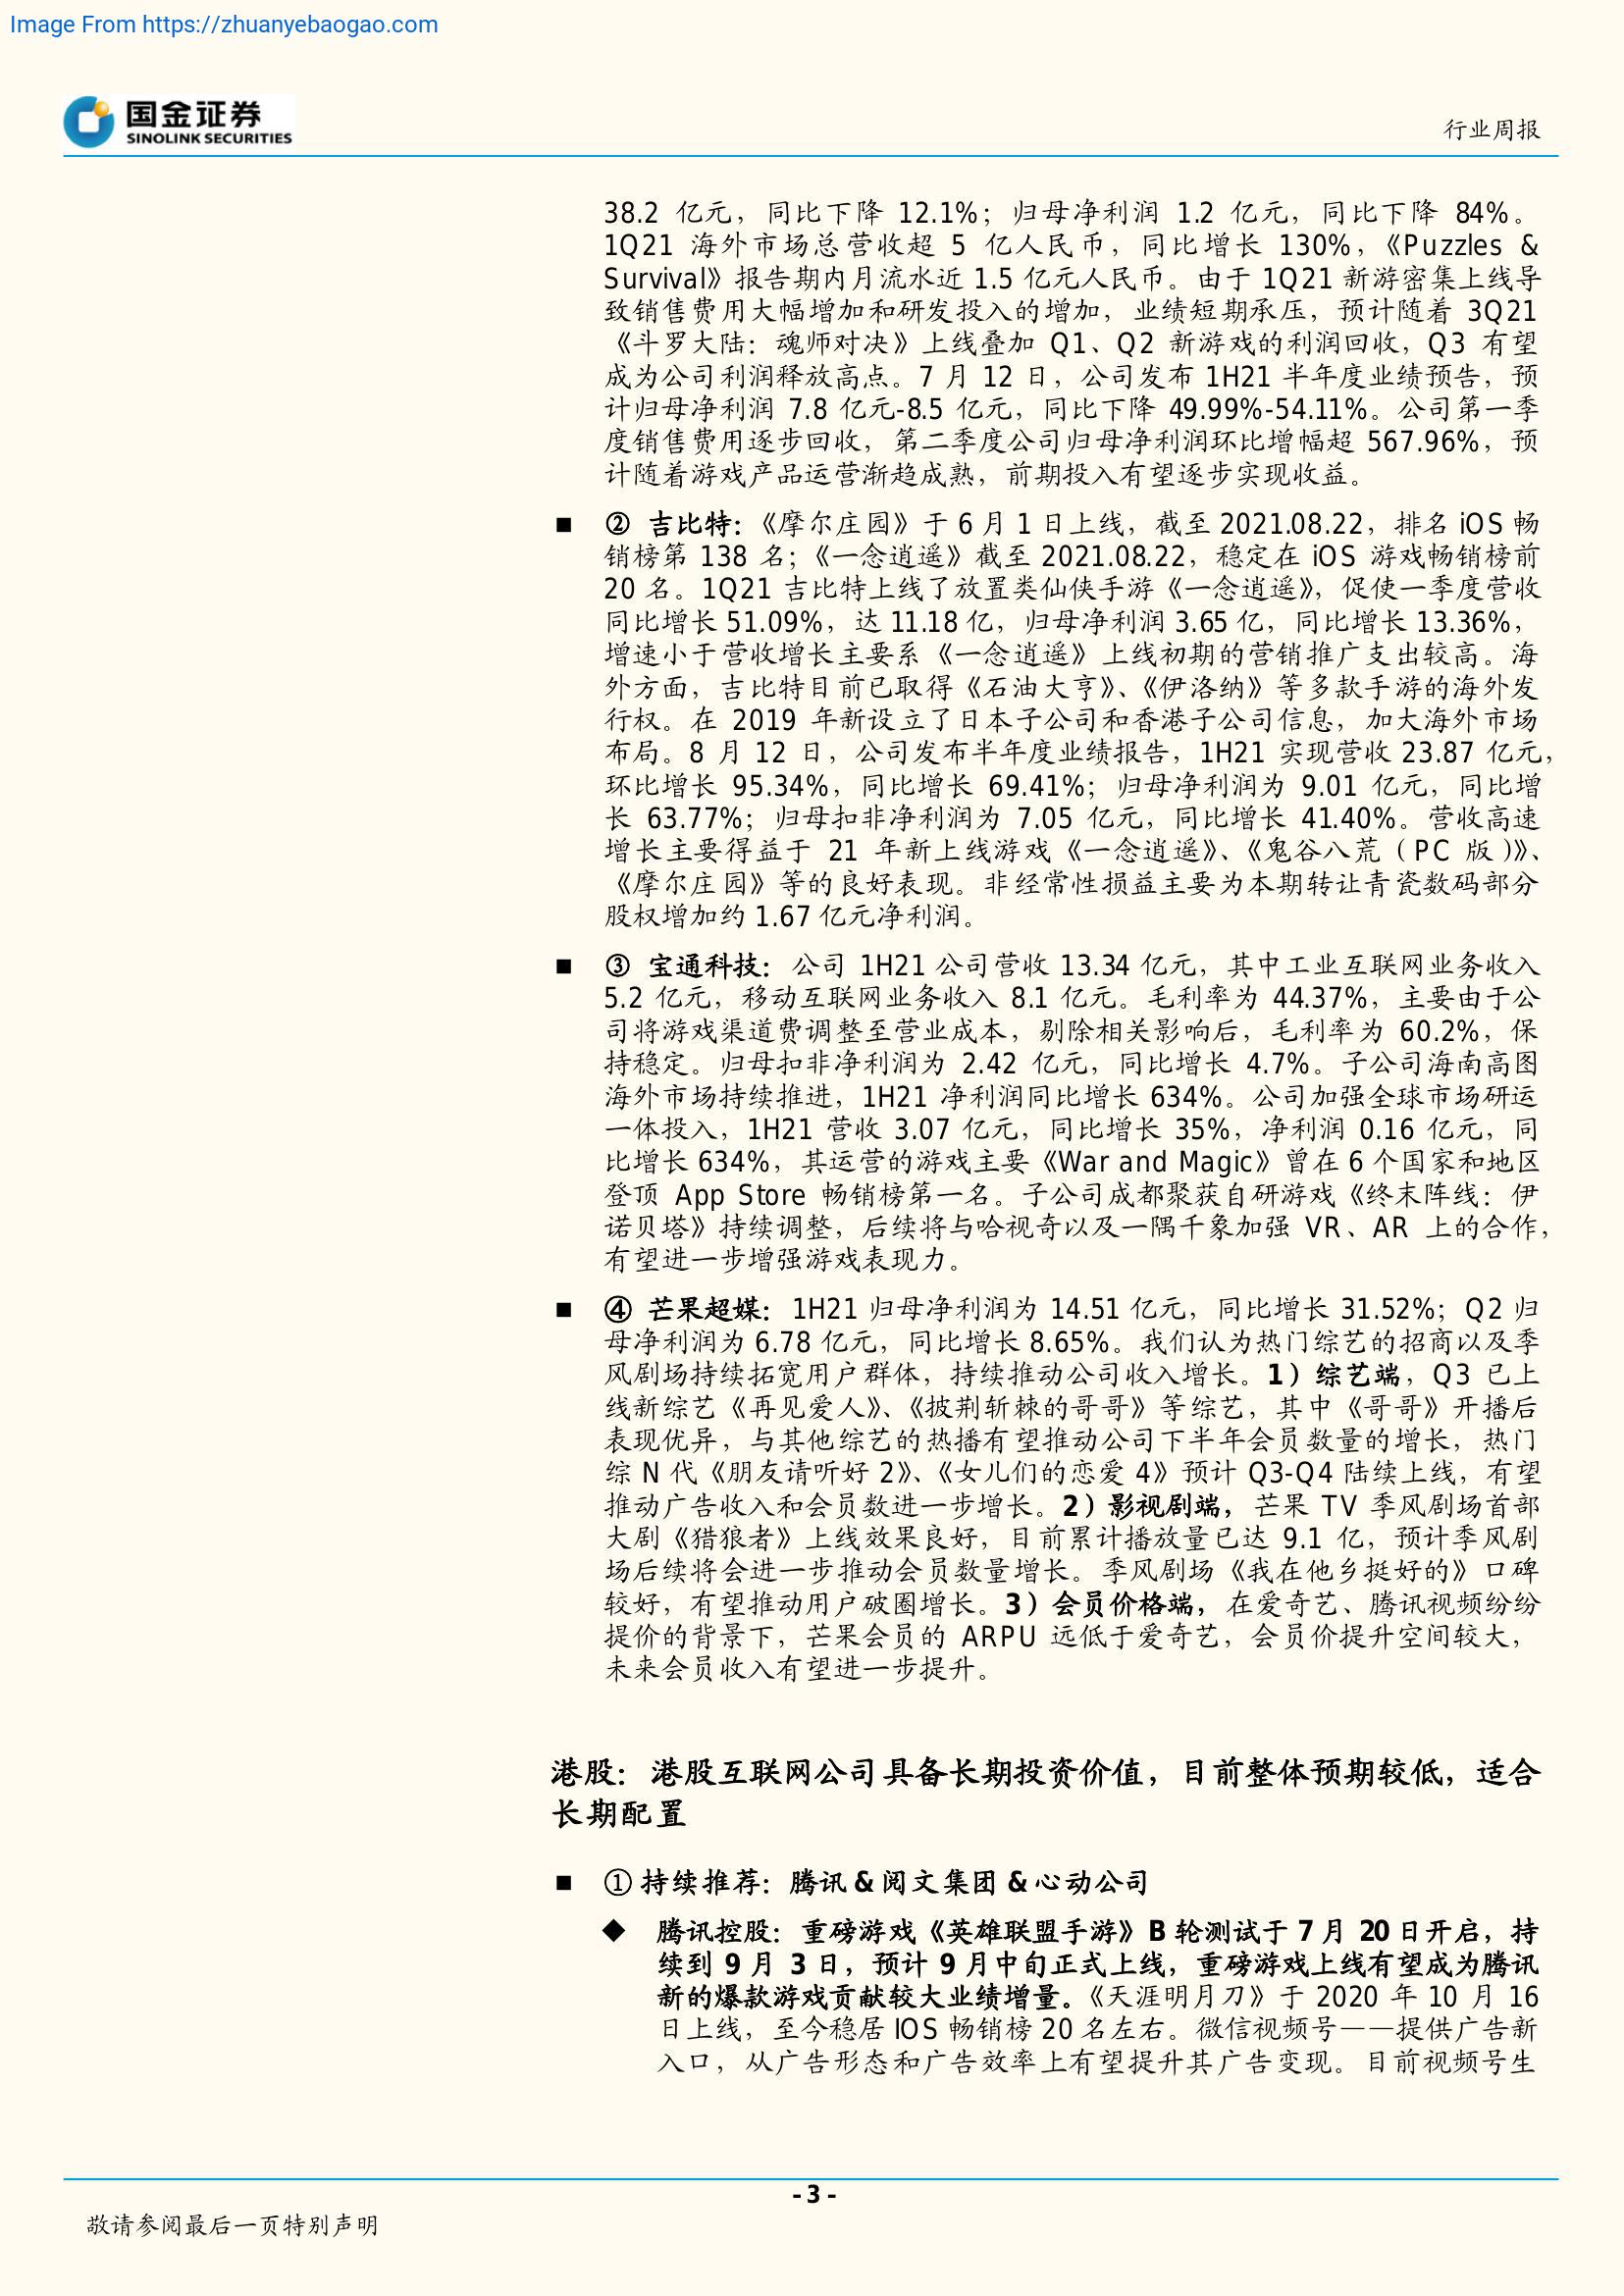 Image From https://zhuanyebaogao.com
国金证券
SINOLINK SECURITIES
行业周报
38.2 亿元，同比下降 12.1%；归母净利润 1.2 亿元，同比下降 84%。
1Q21 海外市场总营收超 5 亿人民币，同比增长 130%，《Puzzles &
Survival》报告期内月流水近 1.5 亿元人民币。由于 1Q21 新游密集上线导
致销售费用大幅增加和研发投入的增加，业绩短期承压，预计随着 3Q21
《斗罗大陆：魂师对决》上线叠加 Q1、Q2 新游戏的利润回收，Q3 有望
成为公司利润释放高点。7 月 12 日，公司发布 1H21 半年度业绩预告，预
计归母净利润 7.8 亿元-8.5 亿元，同比下降 49.99%-54.11%。公司第一季
度销售费用逐步回收，第二季度公司归母净利润环比增幅超 567.96%，预
计随着游戏产品运营渐趋成熟，前期投入有望逐步实现收益。
■ ② 吉比特：《摩尔庄园》于 6 月 1 日上线，截至 2021.08.22，排名 iOS 畅
销榜第 138 名；《一念逍遥》截至 2021.08.22，稳定在 iOS 游戏畅销榜前
20 名。1Q21 吉比特上线了放置类仙侠手游《一念逍遥》，促使一季度营收
同比增长 51.09%，达 11.18 亿，归母净利润 3.65 亿，同比增长 13.36%，
增速小于营收增长主要系《一念逍遥》上线初期的营销推广支出较高。海
外方面，吉比特目前已取得《石油大亨》、《伊洛纳》等多款手游的海外发
行权。在 2019 年新设立了日本子公司和香港子公司信息，加大海外市场
布局。8 月 12 日，公司发布半年度业绩报告，1H21 实现营收 23.87 亿元，
环比增长 95.34%，同比增长 69.41%；归母净利润为 9.01 亿元，同比增
长 63.77%；归母扣非净利润为 7.05 亿元，同比增长 41.40%。营收高速
增长主要得益于 21 年新上线游戏《一念逍遥》、《鬼谷八荒（PC 版）》、
《摩尔庄园》等的良好表现。非经常性损益主要为本期转让青瓷数码部分
股权增加约 1.67 亿元净利润。
■ ③ 宝通科技：公司 1H21 公司营收 13.34 亿元，其中工业互联网业务收入
5.2 亿元，移动互联网业务收入 8.1 亿元。毛利率为 44.37%，主要由于公
司将游戏渠道费调整至营业成本，剔除相关影响后，毛利率为 60.2%，保
持稳定。归母扣非净利润为 2.42 亿元，同比增长 4.7%。子公司海南高图
海外市场持续推进，1H21 净利润同比增长 634%。公司加强全球市场研运
一体投入，1H21 营收 3.07 亿元，同比增长 35%，净利润 0.16 亿元，同
比增长 634%，其运营的游戏主要《War and Magic》曾在 6 个国家和地区
登顶 App Store 畅销榜第一名。子公司成都聚获自研游戏《终末阵线：伊
诺贝塔》持续调整，后续将与哈视奇以及一隅千象加强 VR、AR 上的合作，
有望进一步增强游戏表现力。
■ ④ 芒果超媒：1H21 归母净利润为 14.51 亿元，同比增长 31.52%；Q2 归
母净利润为 6.78 亿元，同比增长 8.65%。我们认为热门综艺的招商以及季
风剧场持续拓宽用户群体，持续推动公司收入增长。1）综艺端，Q3 已上
线新综艺《再见爱人》、《披荆斩棘的哥哥》等综艺，其中《哥哥》开播后
表现优异，与其他综艺的热播有望推动公司下半年会员数量的增长，热门
综 N 代《朋友请听好 2》、《女儿们的恋爱 4》预计 Q3-Q4 陆续上线，有望
推动广告收入和会员数进一步增长。2）影视剧端，芒果 TV 季风剧场首部
大剧《猎狼者》上线效果良好，目前累计播放量已达 9.1 亿，预计季风剧
场后续将会进一步推动会员数量增长。季风剧场《我在他乡挺好的》口碑
较好，有望推动用户破圈增长。3）会员价格端，在爱奇艺、腾讯视频纷纷
提价的背景下，芒果会员的 ARPU 远低于爱奇艺，会员价提升空间较大，
未来会员收入有望进一步提升。
港股：港股互联网公司具备长期投资价值，目前整体预期较低，适合
长期配置
■ ① 持续推荐：腾讯 & 阅文集团 & 心动公司
◆ 腾讯控股：重磅游戏《英雄联盟手游》B 轮测试于 7 月 20 日开启，持
续到 9 月 3 日，预计 9 月中旬正式上线，重磅游戏上线有望成为腾讯
新的爆款游戏贡献较大业绩增量。《天涯明月刀》于 2020 年 10 月 16
日上线，至今稳居 IOS 畅销榜 20 名左右。微信视频号——提供广告新
入口，从广告形态和广告效率上有望提升其广告变现。目前视频号生
- 3 -
敬请参阅最后一页特别声明